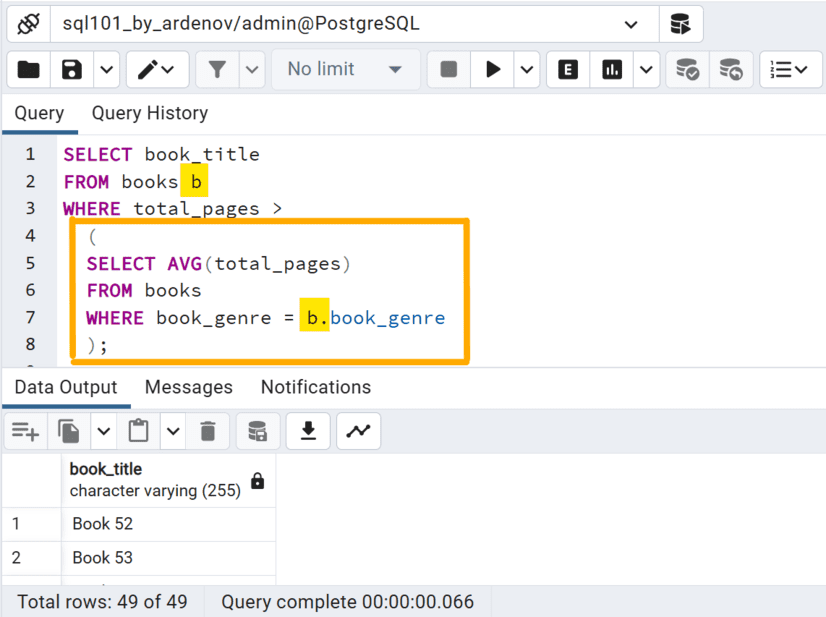 sql101_by_ardenov/admin@PostgreSQL
No limit
E
Query Query History
1 SELECT book_title
2 FROM books b
3 WHERE total_pages >
4 (
5 SELECT AVG(total_pages)
6 FROM books
7 WHERE book_genre = b.book_genre
8 );
Data Output Messages Notifications
book_title
character varying (255)
1 Book 52
2 Book 53
Total rows: 49 of 49 Query complete 00:00:00.066